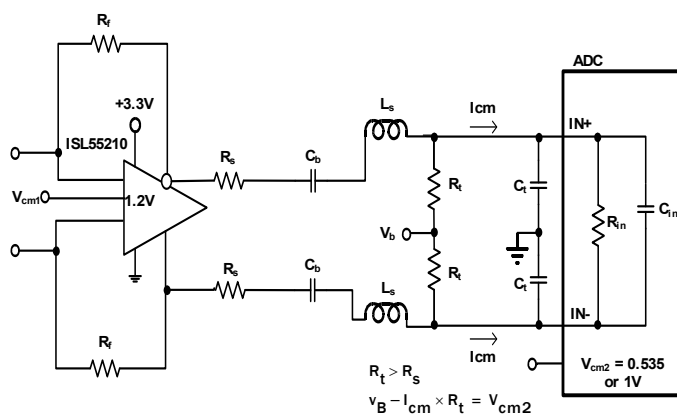 Rf
+3.3V
ISL55210
Vcm1
1.2V
Rs
Cb
Ls
Icm
Rt
Vb
Rt
Ct
Ct
ADC
IN+
Rin
Cin
IN-
Rs
Cb
Ls
Icm
Rf
Vcm2 = 0.535
or 1V
Rt > Rs
vB – Icm × Rt = Vcm2